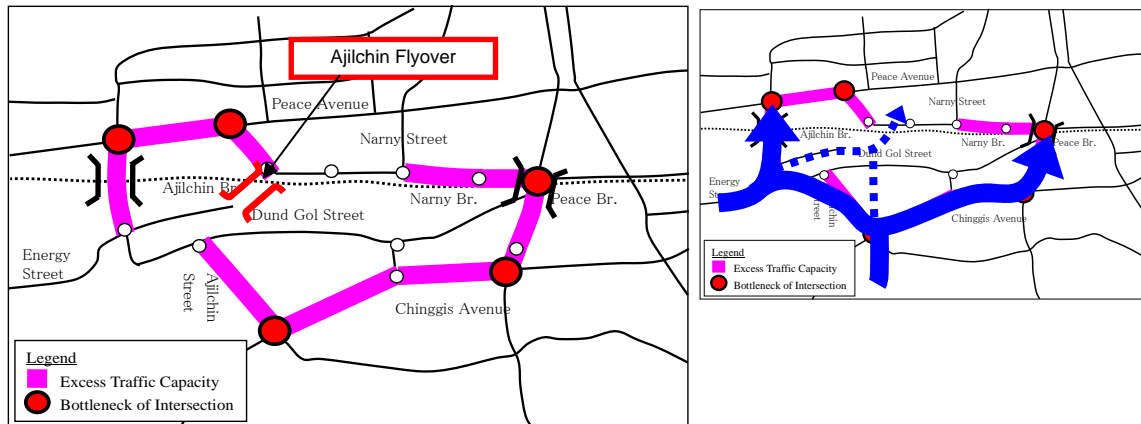 Ajilchin Flyover
Peace Avenue
Narny Street
Ajilchin Br.
Narny Br.
Peace Br.
Dund Gol Street
Energy
Street
Ajilchin
Street
Chinggis Avenue
Legend
Excess Traffic Capacity
Bottleneck of Intersection
Peace Avenue
Narny Street
Ajilchin Br.
Narny Br.
Peace Br.
Dund Gol Street
Energy
Chinggis Avenue
Legend
Excess Traffic Capacity
Bottleneck of Intersection